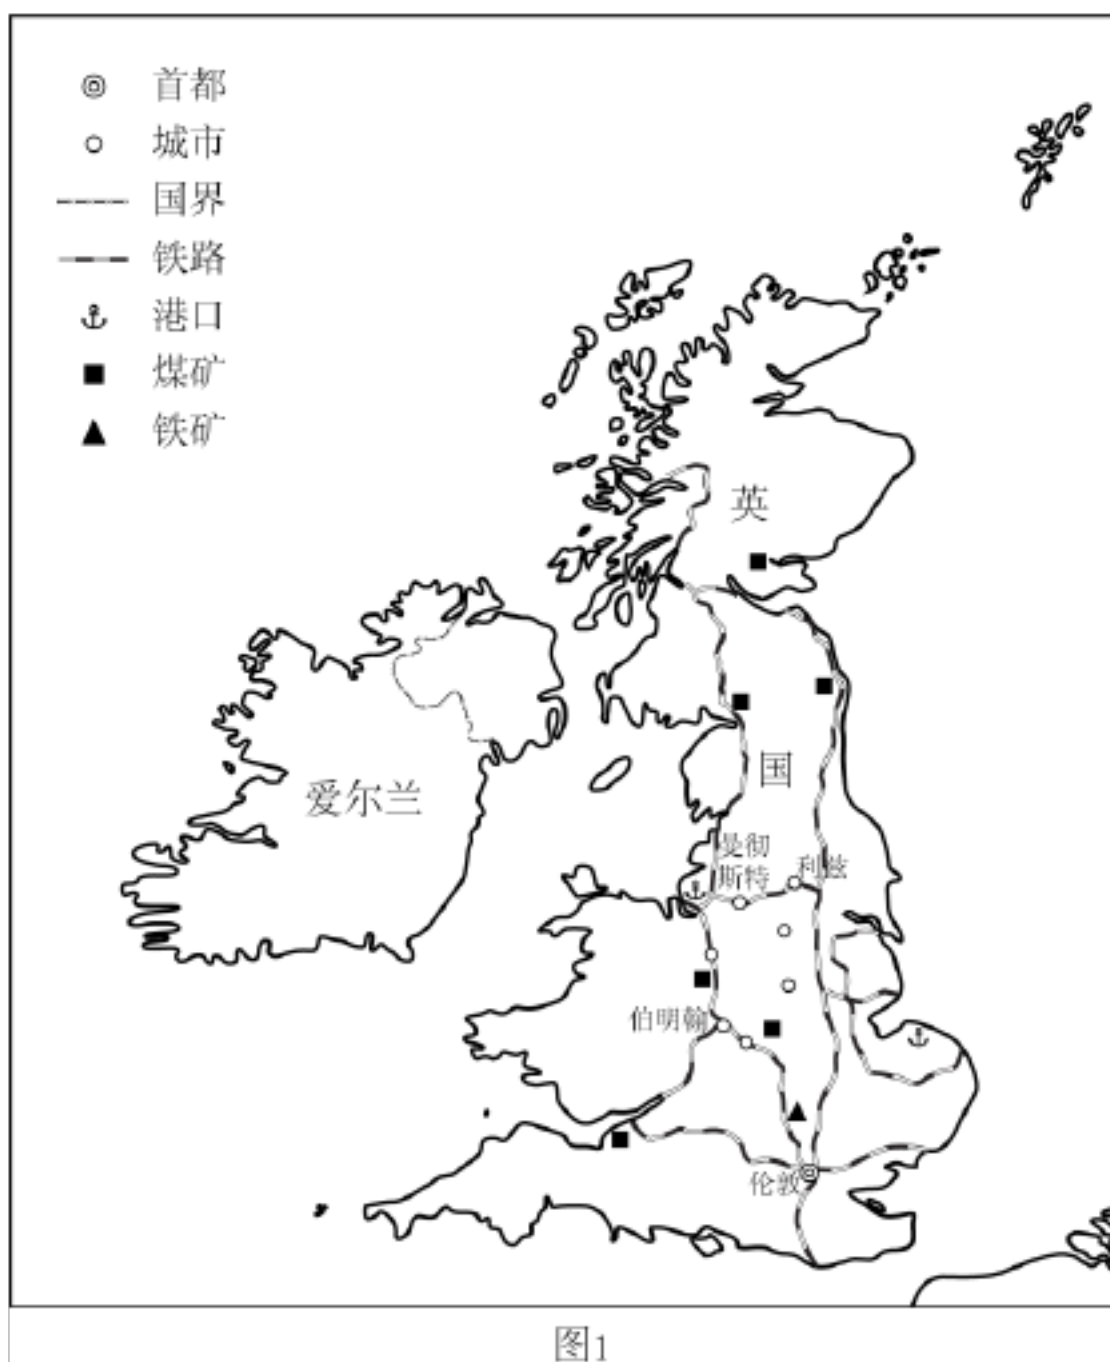 首都
城市
国界
铁路
港口
煤矿
铁矿
英
国
爱尔兰
曼彻
斯特
利兹
伯明翰
伦敦
图1